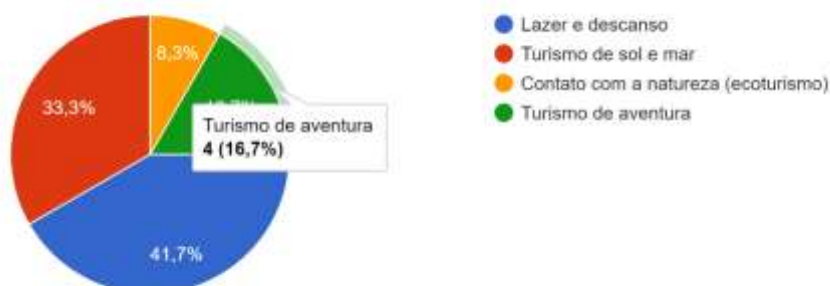 8,3%
33,3%
Turismo de aventura
4 (16,7%)
41,7%
Lazer e descanso
Turismo de sol e mar
Contato com a natureza (ecoturismo)
Turismo de aventura